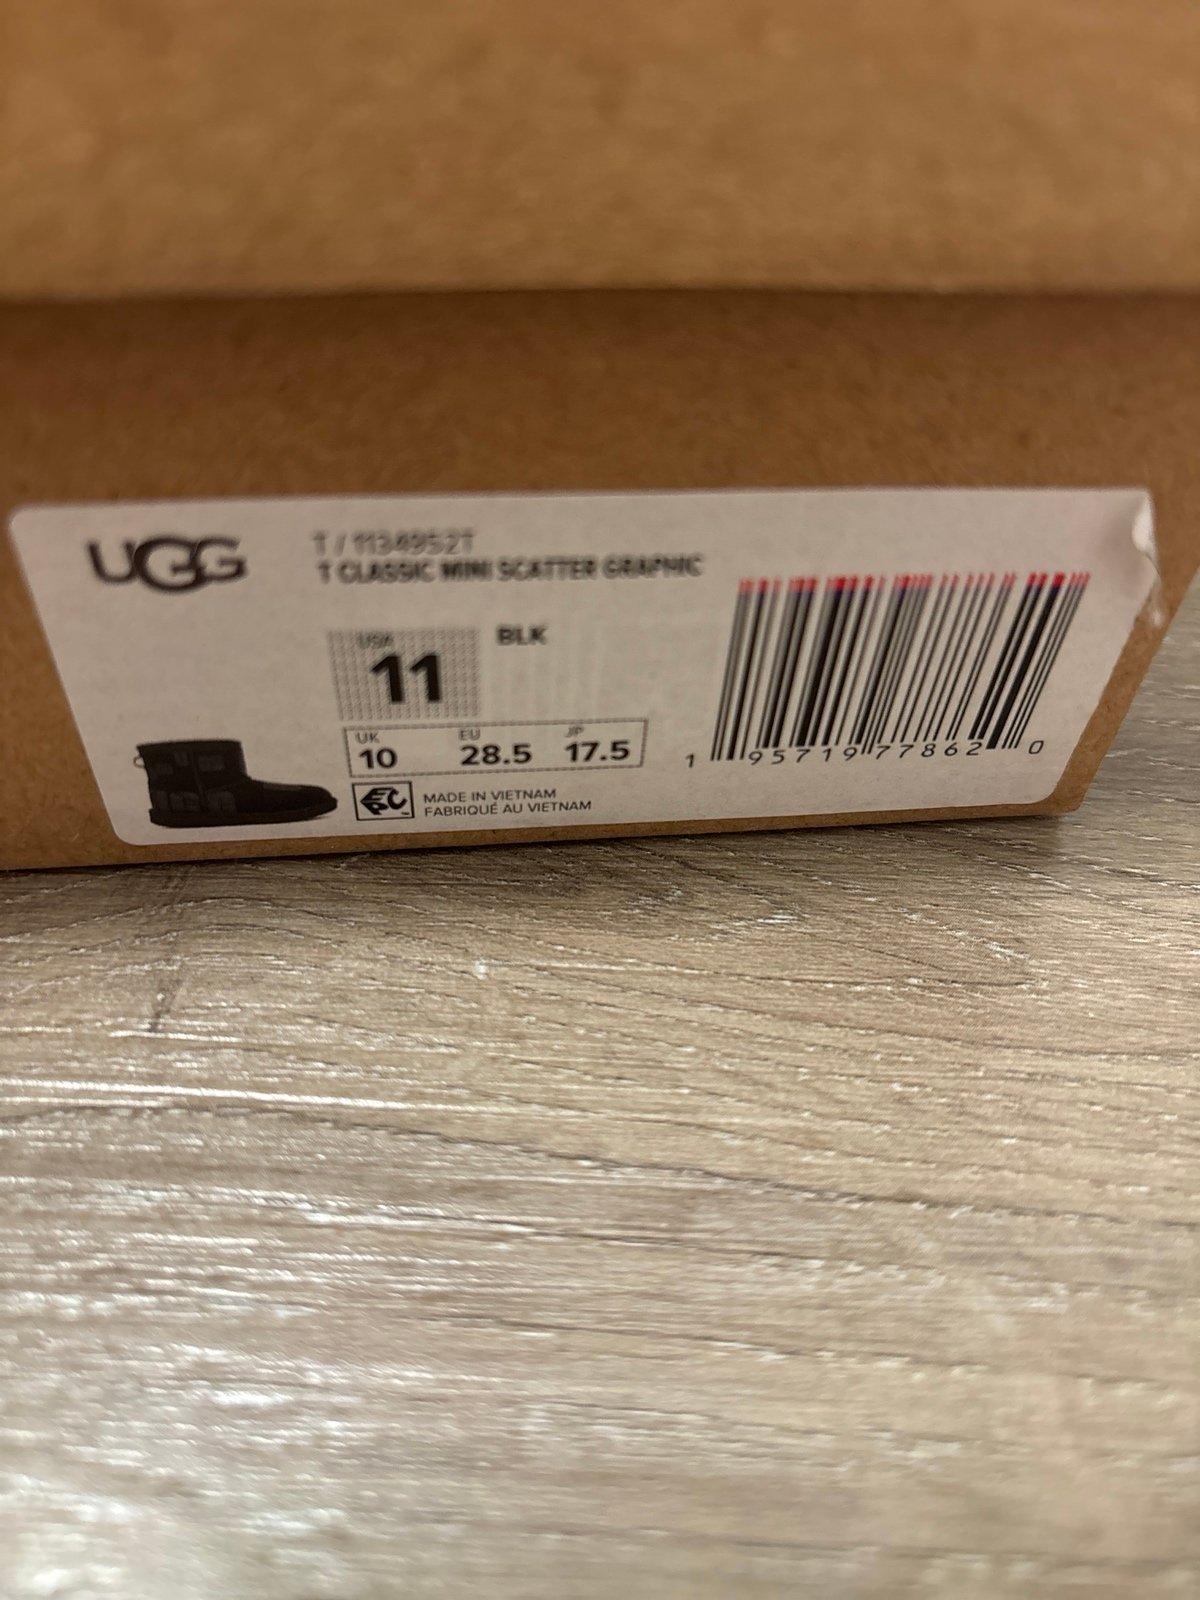 UGG
T / 1134952T
T CLASSIC MINI SCATTER GRAPHIC
USA
11
BLK
UK EU JP
10 28.5 17.5
MADE IN VIETNAM
FABRIQUÉ AU VIETNAM
1 95719 77862 0